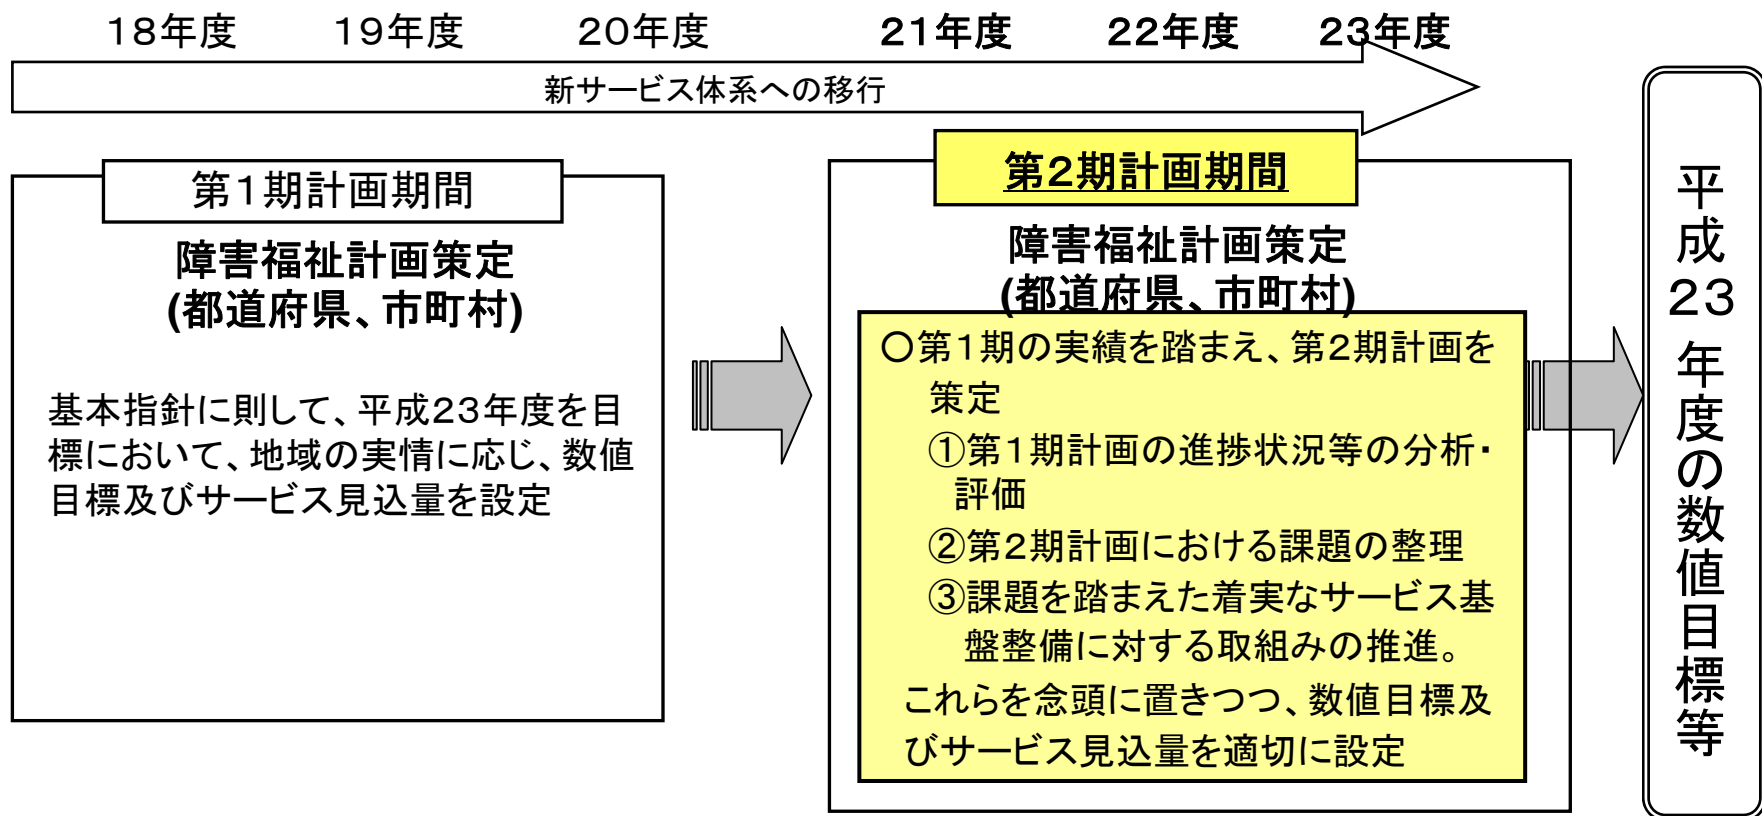 18年度 19年度 20年度 21年度 22年度 23年度
新サービス体系への移行
第1期計画期間
障害福祉計画策定
(都道府県、市町村)
基本指針に則して、平成23年度を目
標において、地域の実情に応じ、数値
目標及びサービス見込量を設定
第2期計画期間
障害福祉計画策定
(都道府県、市町村)
○第1期の実績を踏まえ、第2期計画を
策定
①第1期計画の進捗状況等の分析・
評価
②第2期計画における課題の整理
③課題を踏まえた着実なサービス基
盤整備に対する取組みの推進。
これらを念頭に置きつつ、数値目標及
びサービス見込量を適切に設定
平成23年度の数値目標等